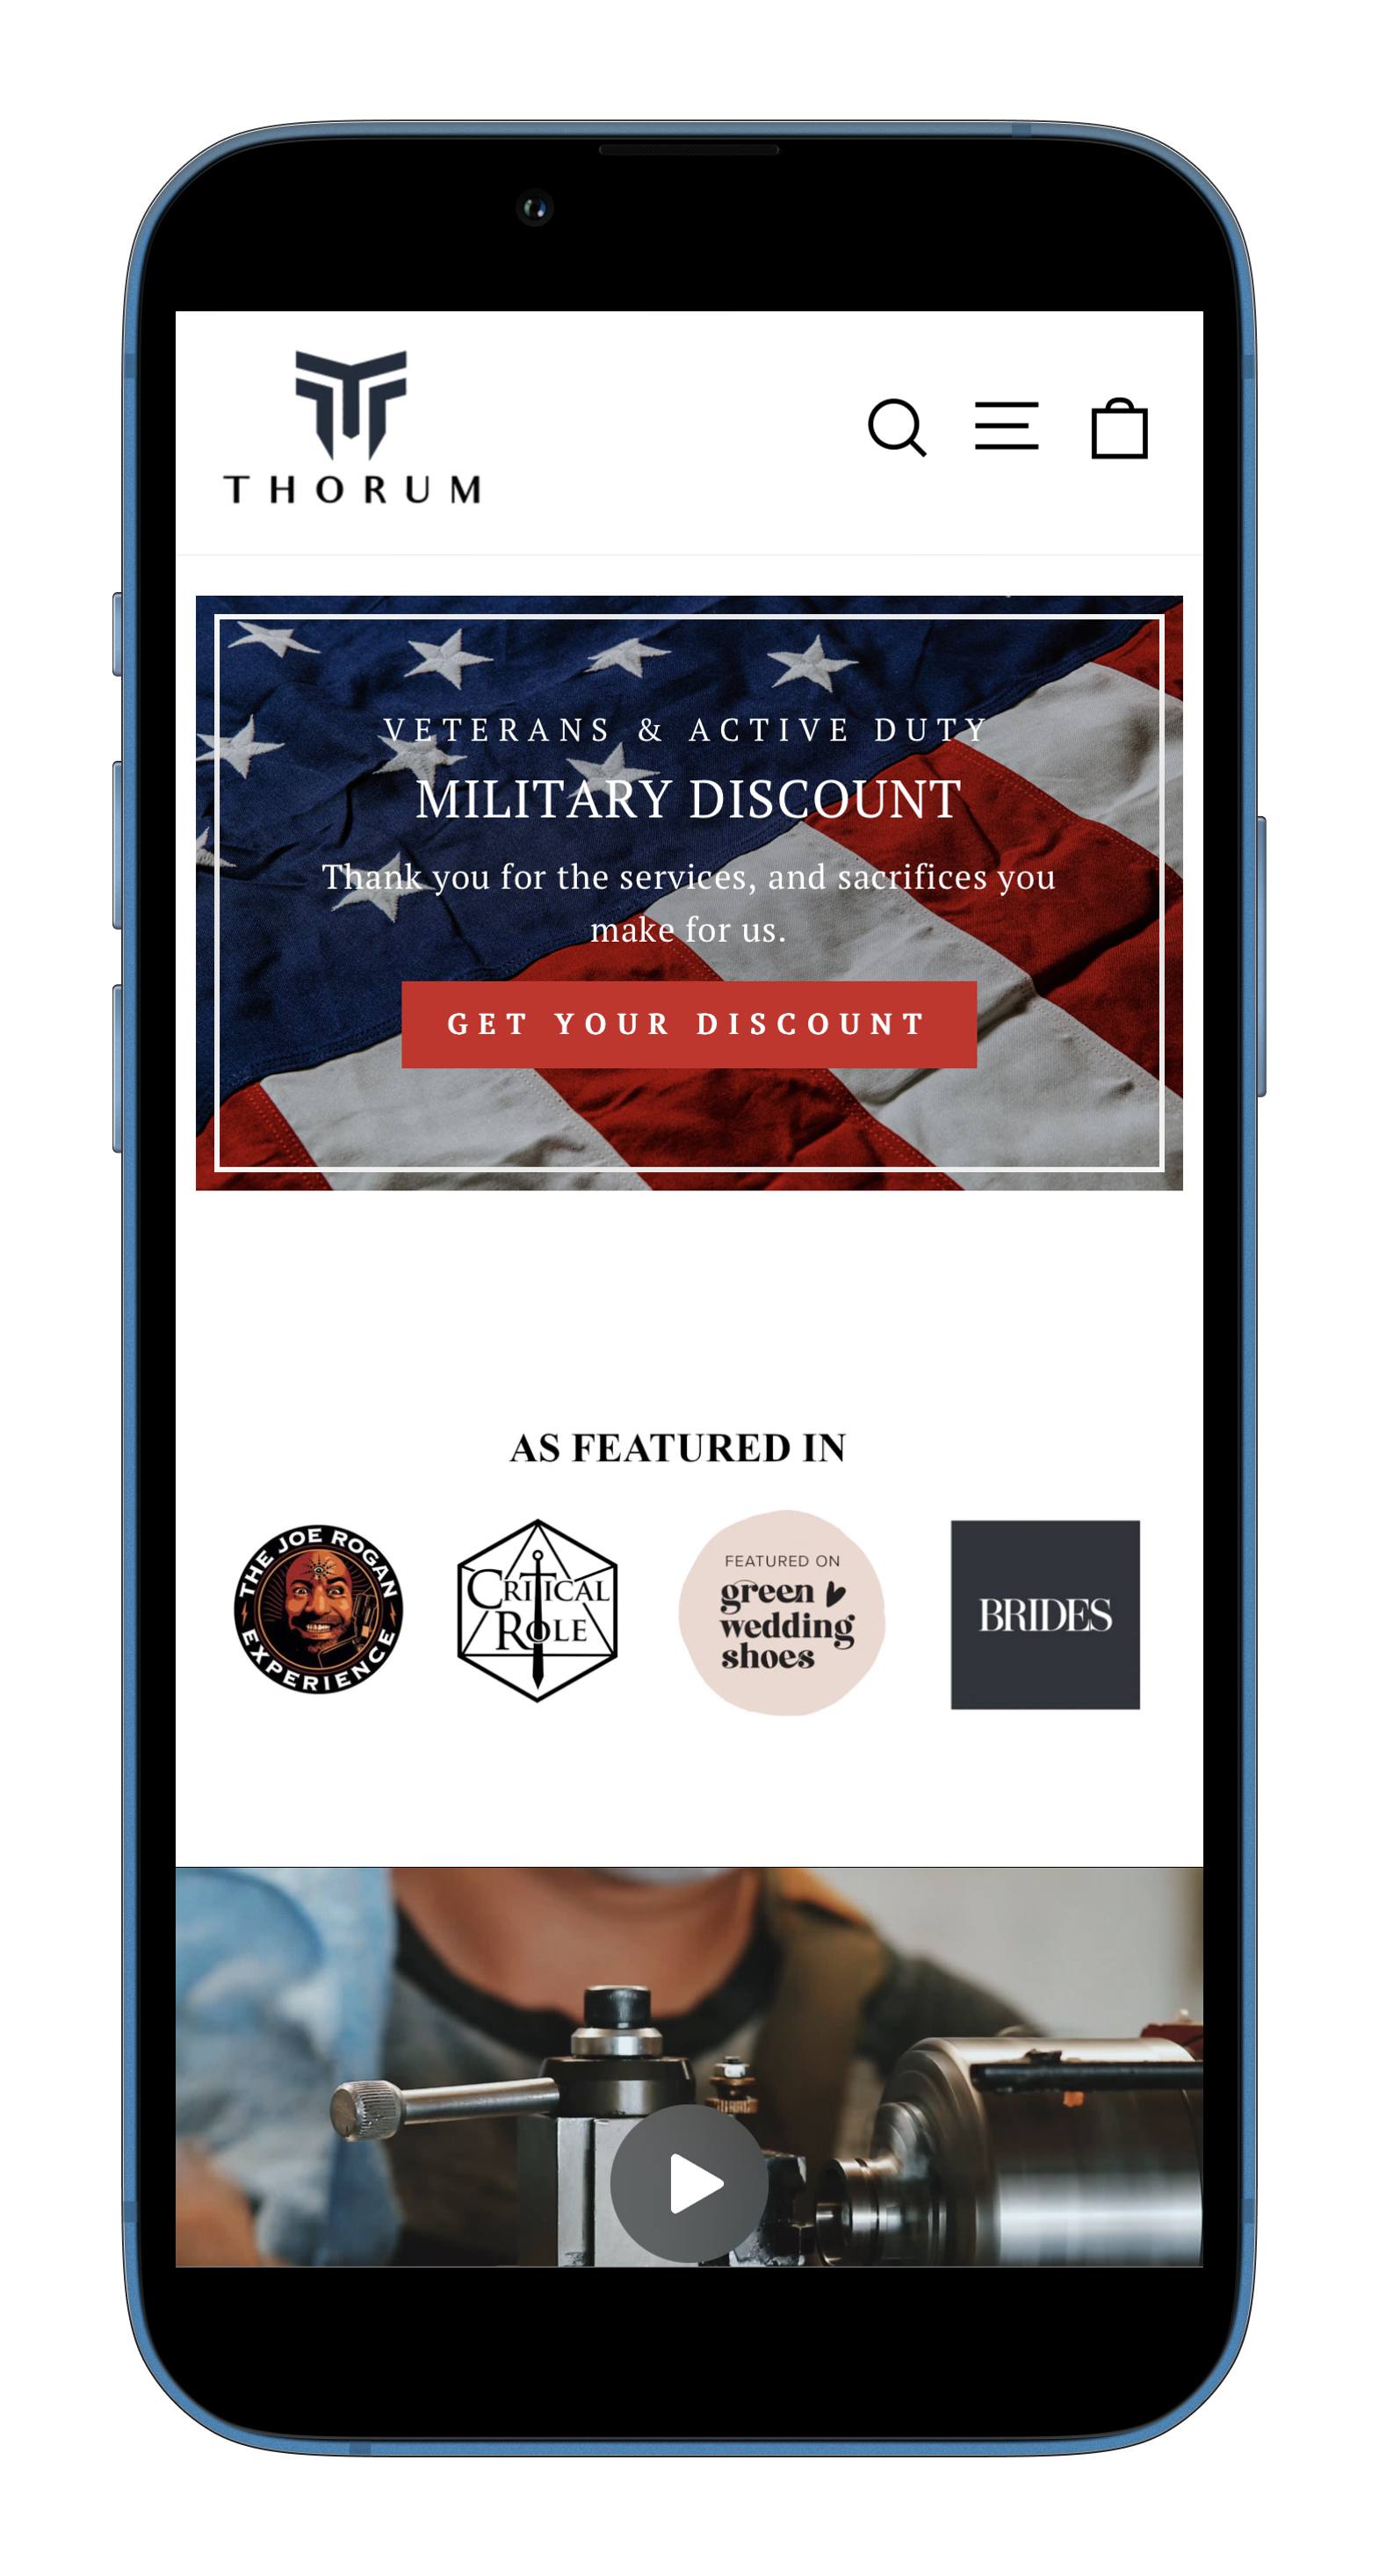 THORUM
VETERANS & ACTIVE DUTY
MILITARY DISCOUNT
Thank you for the services, and sacrifices you
make for us.
GET YOUR DISCOUNT
AS FEATURED IN
THE JOE ROGAN
EXPERIENCE
CRITICAL
ROLE
FEATURED ON
green
wedding
shoes
BRIDES